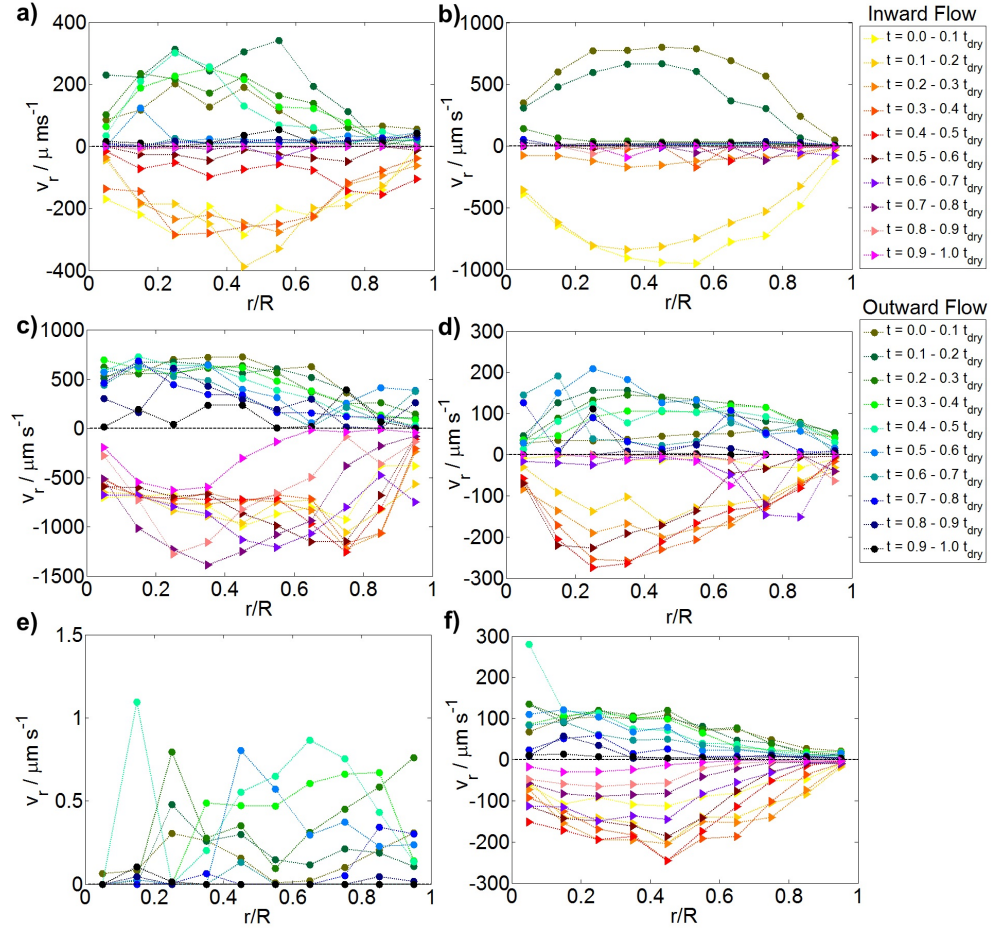 a)
400
200
0
-200
-400
v_r / μ ms⁻¹
0 0.2 0.4 0.6 0.8 1
r/R
b)
1000
500
0
-500
-1000
v_r / μm s⁻¹
0 0.2 0.4 0.6 0.8 1
r/R
Inward Flow
t = 0.0 - 0.1 t_dry
t = 0.1 - 0.2 t_dry
t = 0.2 - 0.3 t_dry
t = 0.3 - 0.4 t_dry
t = 0.4 - 0.5 t_dry
t = 0.5 - 0.6 t_dry
t = 0.6 - 0.7 t_dry
t = 0.7 - 0.8 t_dry
t = 0.8 - 0.9 t_dry
t = 0.9 - 1.0 t_dry
c)
1000
500
0
-500
-1000
-1500
v_r / μm s⁻¹
0 0.2 0.4 0.6 0.8 1
r/R
d)
300
200
100
0
-100
-200
-300
v_r / μm s⁻¹
0 0.2 0.4 0.6 0.8 1
r/R
Outward Flow
t = 0.0 - 0.1 t_dry
t = 0.1 - 0.2 t_dry
t = 0.2 - 0.3 t_dry
t = 0.3 - 0.4 t_dry
t = 0.4 - 0.5 t_dry
t = 0.5 - 0.6 t_dry
t = 0.6 - 0.7 t_dry
t = 0.7 - 0.8 t_dry
t = 0.8 - 0.9 t_dry
t = 0.9 - 1.0 t_dry
e)
1.5
1
0.5
0
v_r / μm s⁻¹
0 0.2 0.4 0.6 0.8 1
r/R
f)
300
200
100
0
-100
-200
-300
v_r / μm s⁻¹
0 0.2 0.4 0.6 0.8 1
r/R